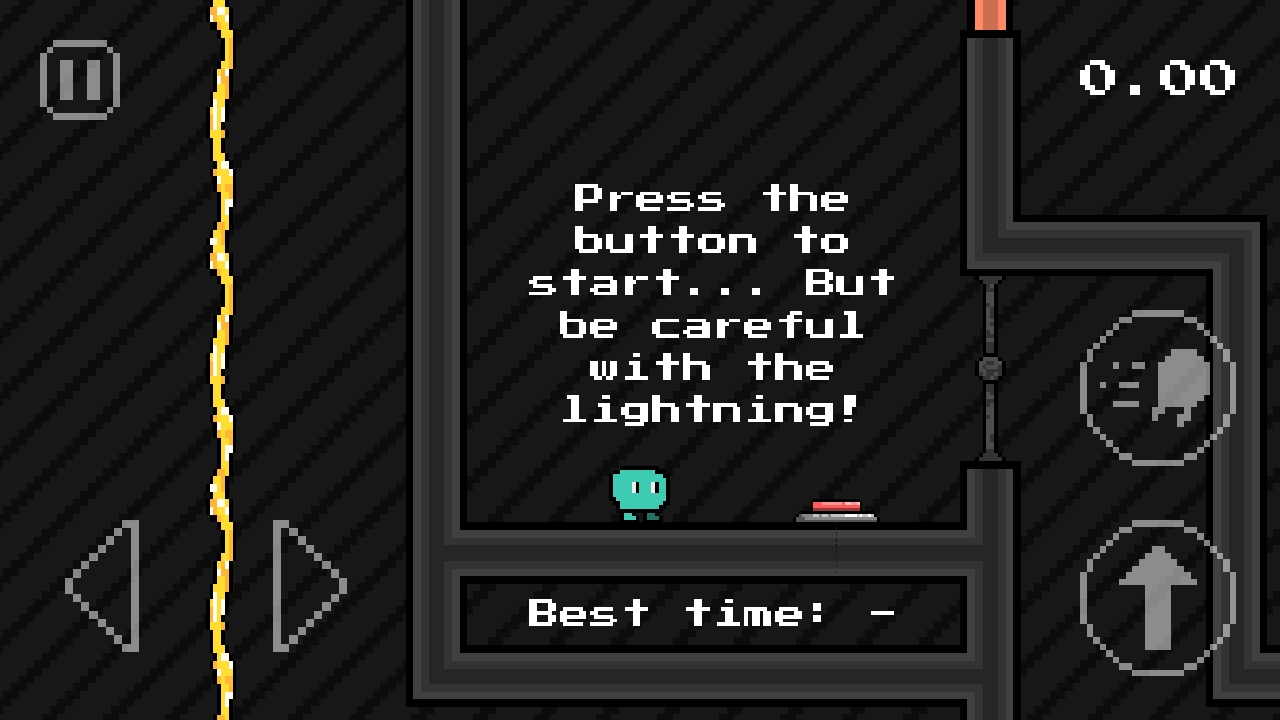 0.00
Press the
button to
start... But
be careful
with the
lightning!
Best time: -